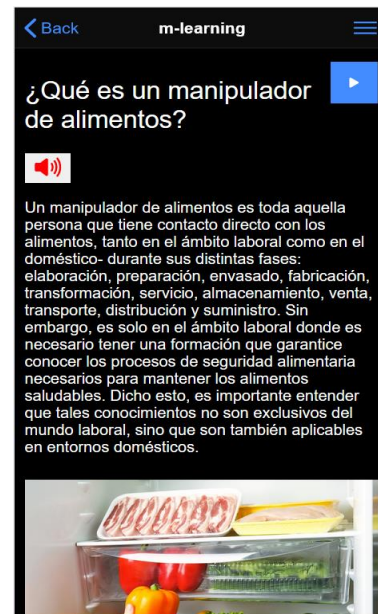 Back
m-learning
¿Qué es un manipulador
de alimentos?
Un manipulador de alimentos es toda aquella
persona que tiene contacto directo con los
alimentos, tanto en el ámbito laboral como en el
doméstico- durante sus distintas fases:
elaboración, preparación, envasado, fabricación,
transformación, servicio, almacenamiento, venta,
transporte, distribución y suministro. Sin
embargo, es solo en el ámbito laboral donde es
necesario tener una formación que garantice
conocer los procesos de seguridad alimentaria
necesarios para mantener los alimentos
saludables. Dicho esto, es importante entender
que tales conocimientos no son exclusivos del
mundo laboral, sino que son también aplicables
en entornos domésticos.